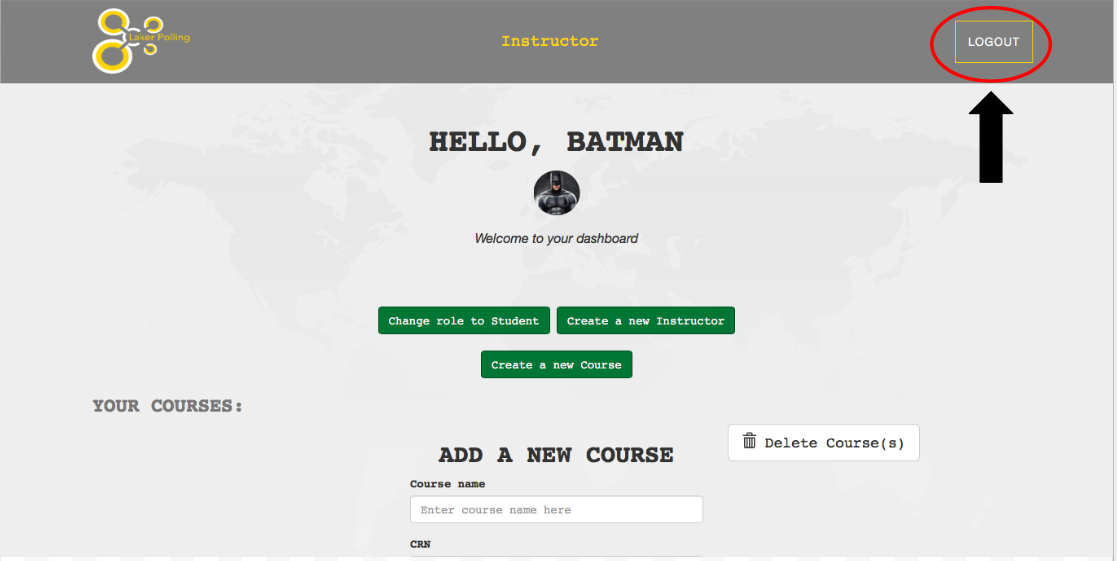 Laker Polling
Instructor
LOGOUT
HELLO, BATMAN
Welcome to your dashboard
Change role to Student
Create a new Instructor
Create a new Course
YOUR COURSES:
Delete Course(s)
ADD A NEW COURSE
Course name
Enter course name here
CRN